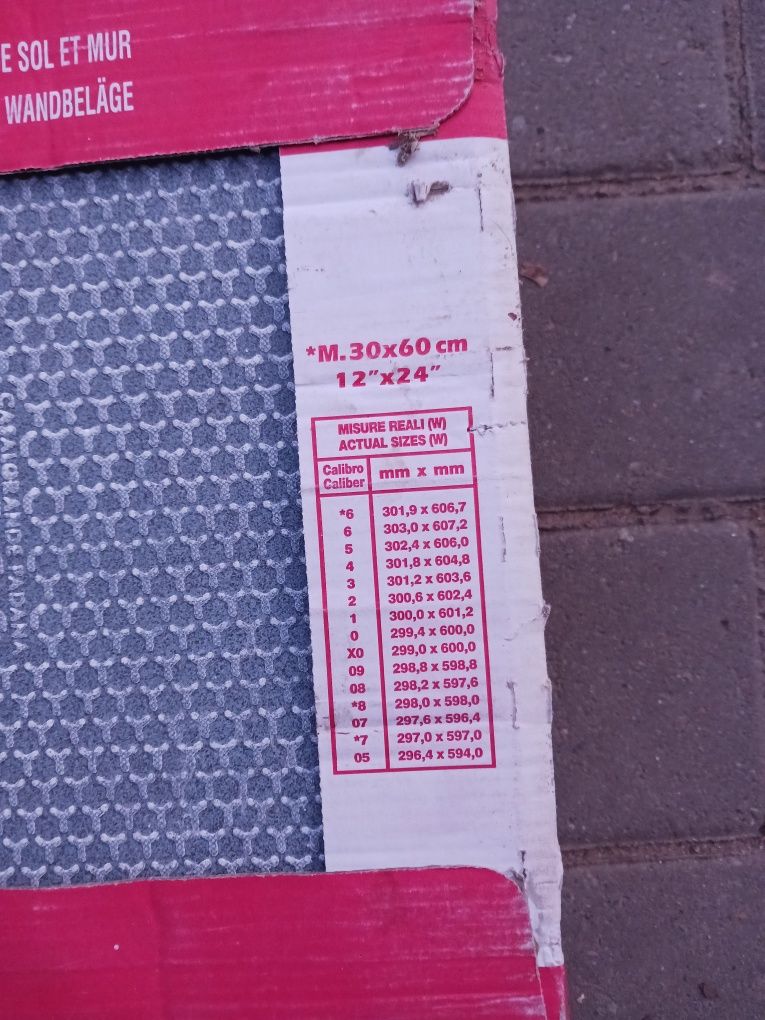 E SOL ET MUR
WANDBELÄGE
*M.30x60 cm
12"x24"
MISURE REALI (W)
ACTUAL SIZES (W)
Calibro
Caliber
mm x mm
*6 301,9 x 606,7
6 303,0 x 607,2
5 302,4 x 606,0
4 301,8 x 604,8
3 301,2 x 603,6
2 300,6 x 602,4
1 300,0 x 601,2
0 299,4 x 600,0
X0 299,0 x 600,0
09 298,8 x 598,8
08 298,2 x 597,6
*8 298,0 x 598,0
07 297,6 x 596,4
*7 297,0 x 597,0
05 296,4 x 594,0
PADANA